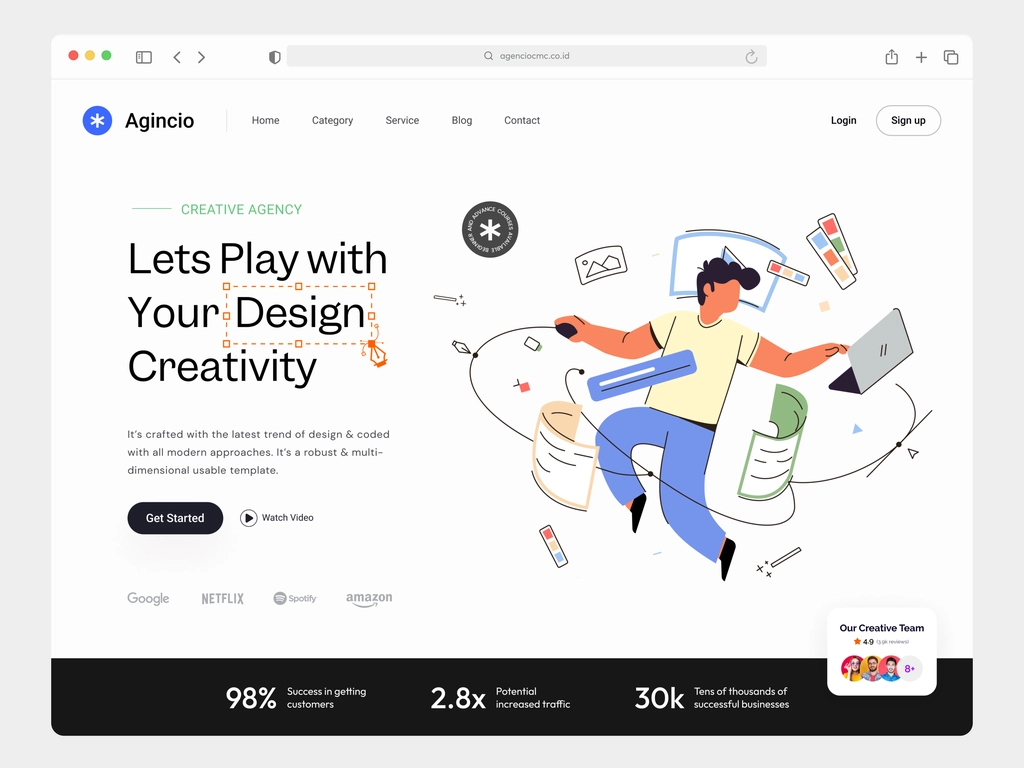 agenciocmc.co.id
Agincio
Home
Category
Service
Blog
Contact
Login
Sign up
CREATIVE AGENCY
Lets Play with
Your Design
Creativity
BEGINNER AND ADVANCE COURSES AVAILABLE
It's crafted with the latest trend of design & coded
with all modern approaches. It's a robust & multi-
dimensional usable template.
Get Started
Watch Video
Google
NETFLIX
Spotify
amazon
Our Creative Team
4.9 (3.9k reviews)
8+
98%
Success in getting
customers
2.8x
Potential
increased traffic
30k
Tens of thousands of
successful businesses